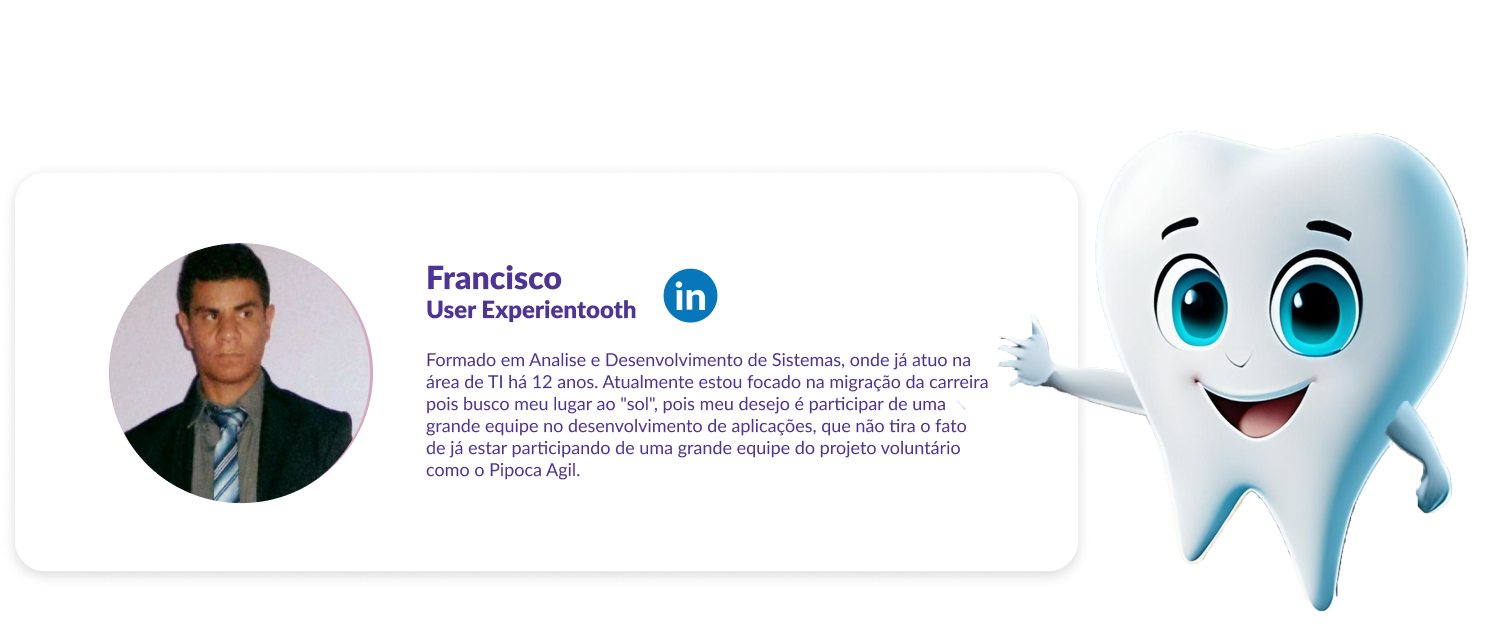 Francisco
User Experientooth
in
Formado em Analise e Desenvolvimento de Sistemas, onde já atuo na
área de TI há 12 anos. Atualmente estou focado na migração da carreira
pois busco meu lugar ao "sol", pois meu desejo é participar de uma
grande equipe no desenvolvimento de aplicações, que não tira o fato
de já estar participando de uma grande equipe do projeto voluntário
como o Pipoca Agil.